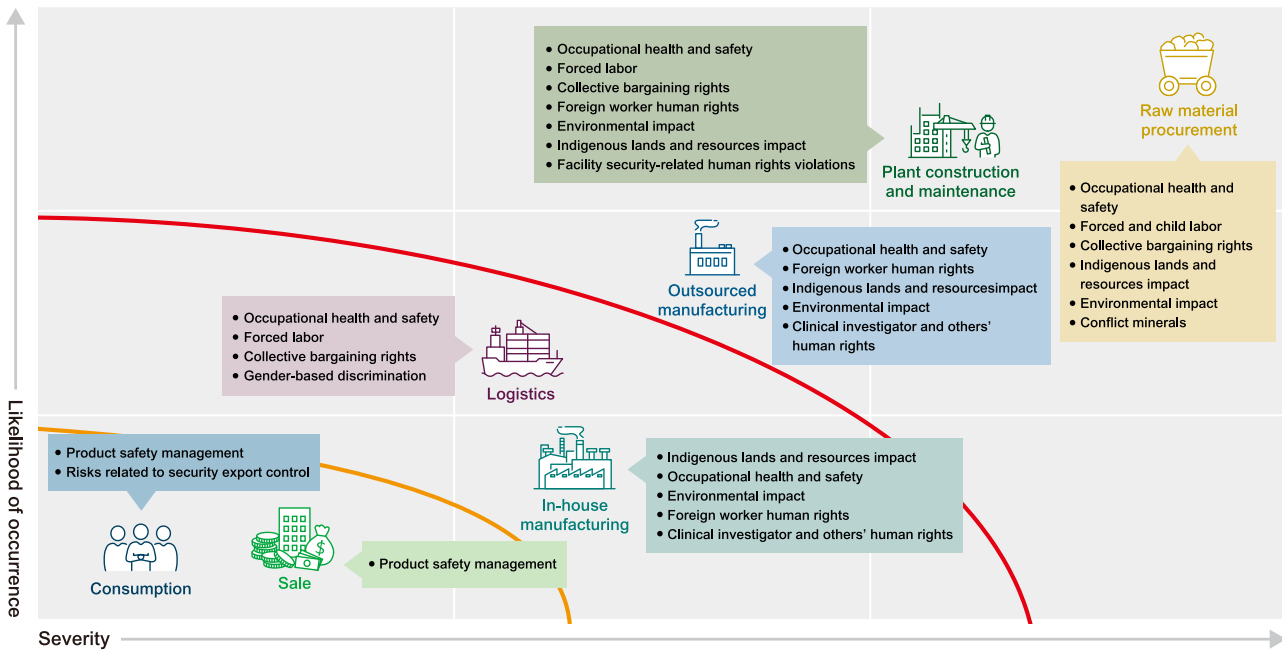 Likelihood of occurrence
• Occupational health and safety
• Forced labor
• Collective bargaining rights
• Foreign worker human rights
• Environmental impact
• Indigenous lands and resources impact
• Facility security-related human rights violations
Plant construction
and maintenance
Raw material
procurement
• Occupational health and
safety
• Forced and child labor
• Collective bargaining rights
• Indigenous lands and
resources impact
• Environmental impact
• Conflict minerals
Outsourced
manufacturing
• Occupational health and safety
• Foreign worker human rights
• Indigenous lands and resourcesimpact
• Environmental impact
• Clinical investigator and others’
human rights
• Occupational health and safety
• Forced labor
• Collective bargaining rights
• Gender-based discrimination
Logistics
• Product safety management
• Risks related to security export control
Consumption
$
Sale
• Product safety management
In-house
manufacturing
• Indigenous lands and resources impact
• Occupational health and safety
• Environmental impact
• Foreign worker human rights
• Clinical investigator and others’ human rights
Severity